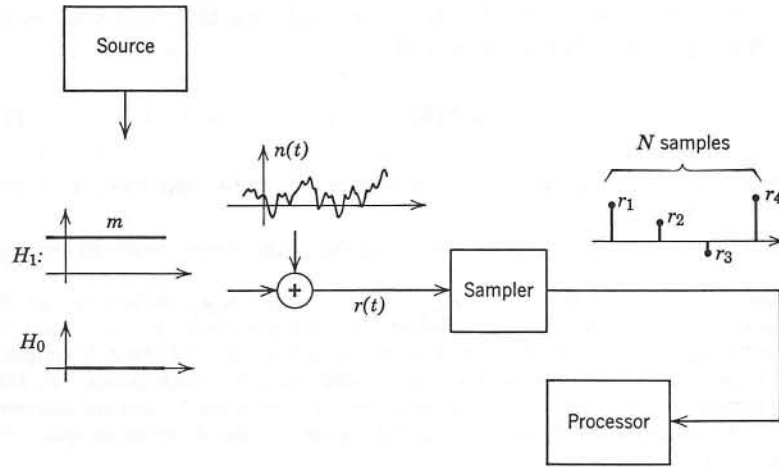 Source
n(t)
N samples
r1
r2
r3
r4
m
H1:
+
r(t)
Sampler
H0
Processor